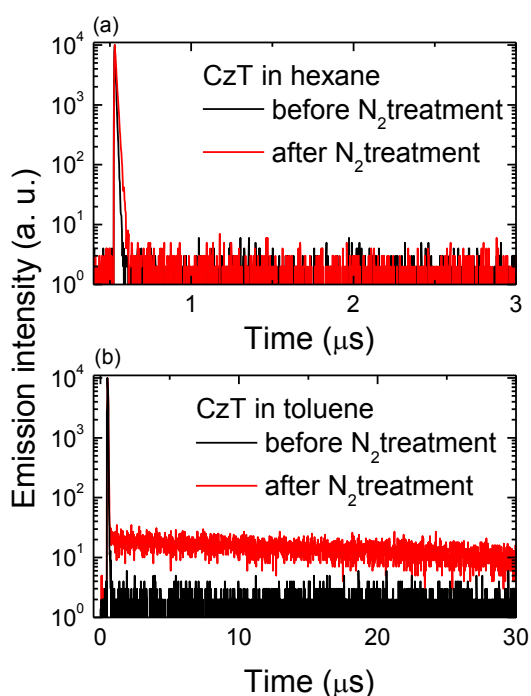 (a)
10⁴
10³
10²
10¹
10⁰
CzT in hexane
before N₂treatment
after N₂treatment
1 2 3
Time (μs)
Emission intensity (a. u.)
(b)
10⁴
10³
10²
10¹
10⁰
CzT in toluene
before N₂treatment
after N₂treatment
0 10 20 30
Time (μs)